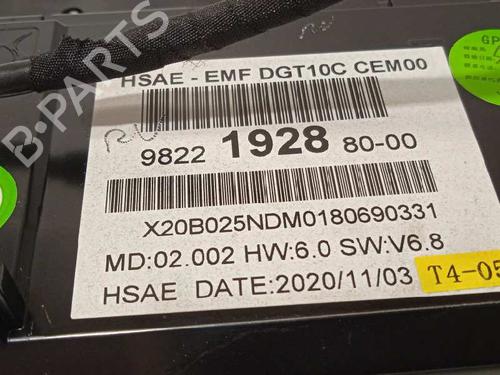 B-PARTS
HSAE - EMF DGT10C CEM00
9822 1928 80-00
X20B025NDM0180690331
MD:02.002 HW:6.0 SW:V6.8
HSAE DATE:2020/11/03
T4-05
GP